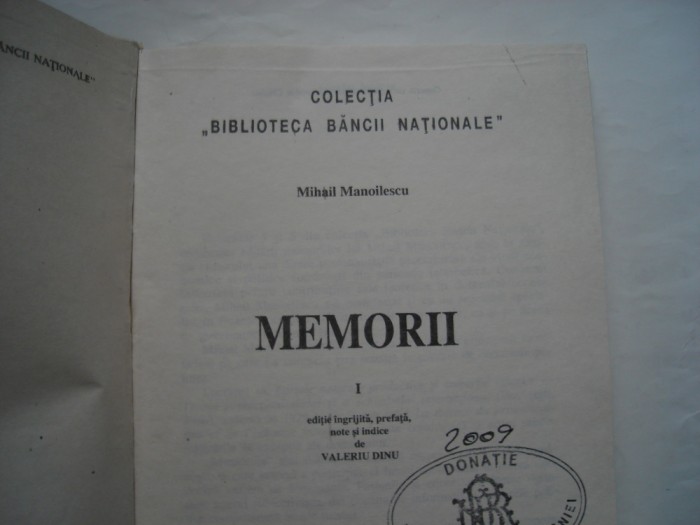 BĂNCII NAȚIONALE"
COLECȚIA
„BIBLIOTECA BĂNCII NAȚIONALE"
Mihail Manoilescu
MEMORII
I
ediție îngrijită, prefață,
note și indice
de
VALERIU DINU
2009
DONAȚIE